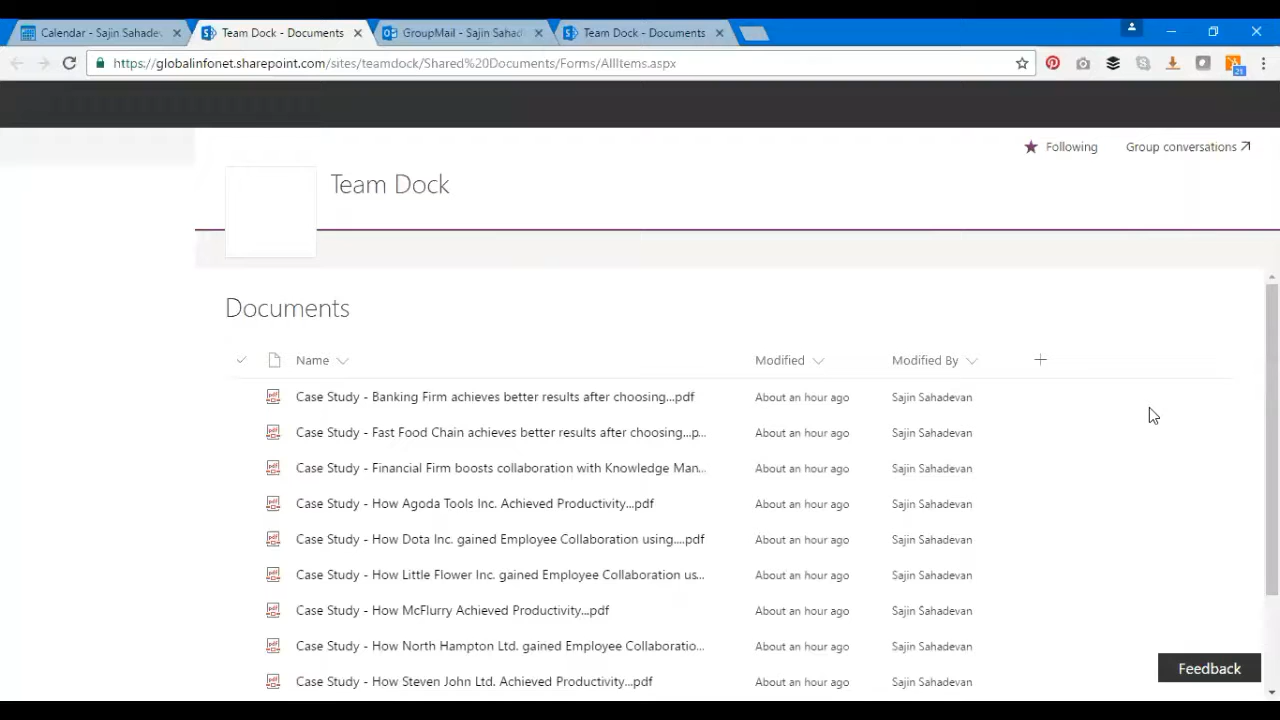 Calendar - Sajin Sahadev
Team Dock - Documents
GroupMail - Sajin Sahad
Team Dock - Documents
https://globalinfonet.sharepoint.com/sites/teamdock/Shared%20Documents/Forms/AllItems.aspx
21
Following
Group conversations
Team Dock
Documents
Name Modified Modified By
Case Study - Banking Firm achieves better results after choosing...pdf About an hour ago Sajin Sahadevan
Case Study - Fast Food Chain achieves better results after choosing...p... About an hour ago Sajin Sahadevan
Case Study - Financial Firm boosts collaboration with Knowledge Man... About an hour ago Sajin Sahadevan
Case Study - How Agoda Tools Inc. Achieved Productivity...pdf About an hour ago Sajin Sahadevan
Case Study - How Dota Inc. gained Employee Collaboration using....pdf About an hour ago Sajin Sahadevan
Case Study - How Little Flower Inc. gained Employee Collaboration us... About an hour ago Sajin Sahadevan
Case Study - How McFlurry Achieved Productivity...pdf About an hour ago Sajin Sahadevan
Case Study - How North Hampton Ltd. gained Employee Collaboratio... About an hour ago Sajin Sahadevan
Case Study - How Steven John Ltd. Achieved Productivity...pdf About an hour ago Sajin Sahadevan
Feedback